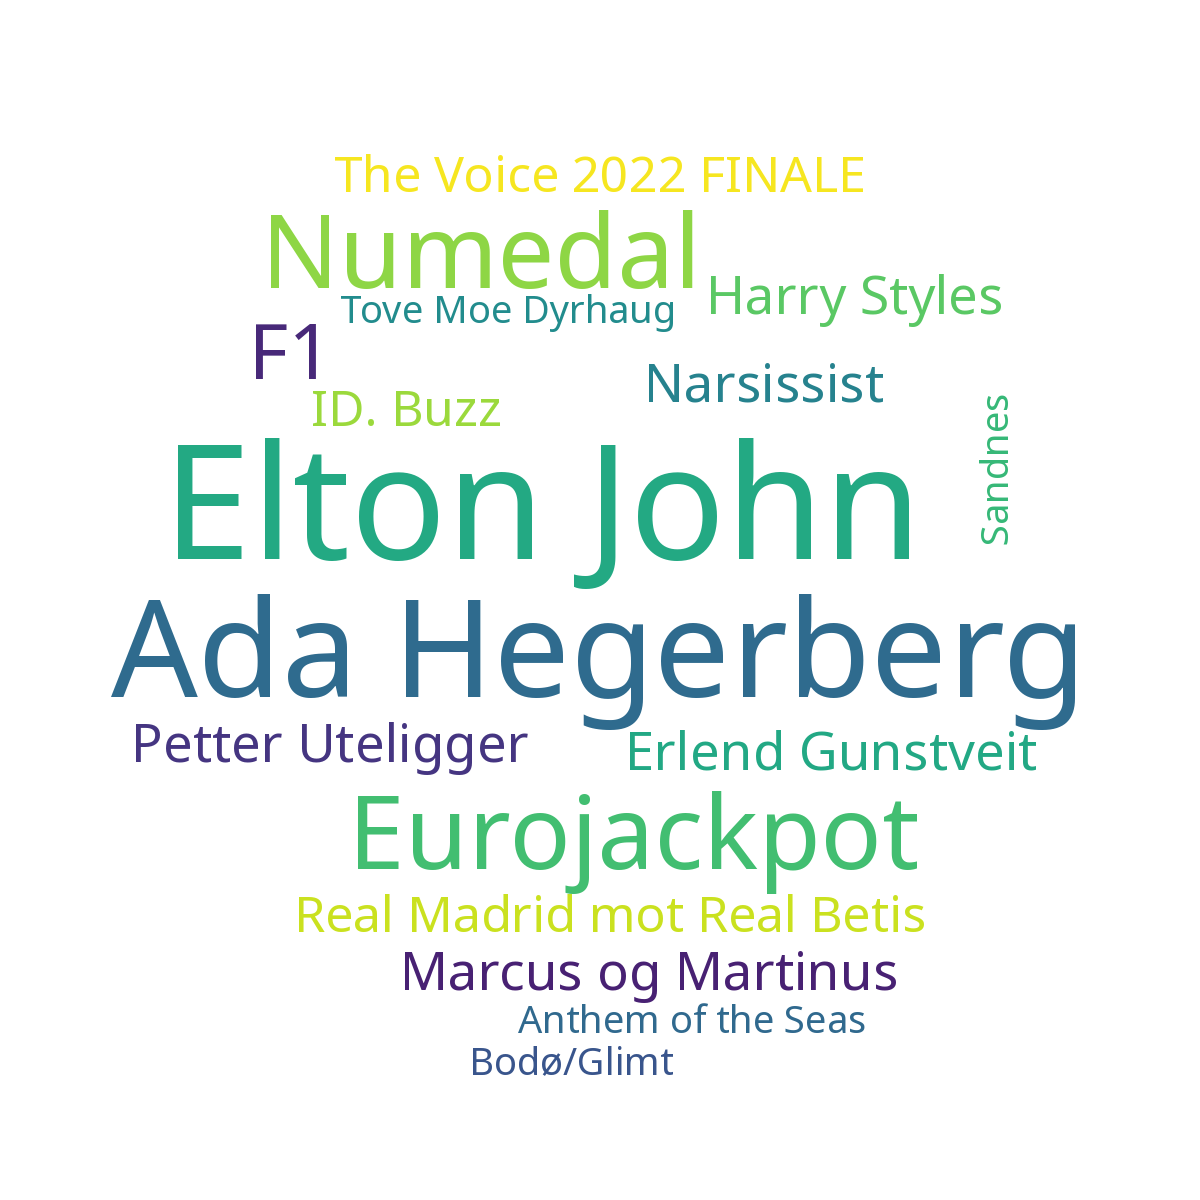 The Voice 2022 FINALE
Numedal
Harry Styles
Tove Moe Dyrhaug
F1
Narsissist
ID. Buzz
Sandnes
Elton John
Ada Hegerberg
Petter Uteligger
Erlend Gunstveit
Eurojackpot
Real Madrid mot Real Betis
Marcus og Martinus
Anthem of the Seas
Bodø/Glimt